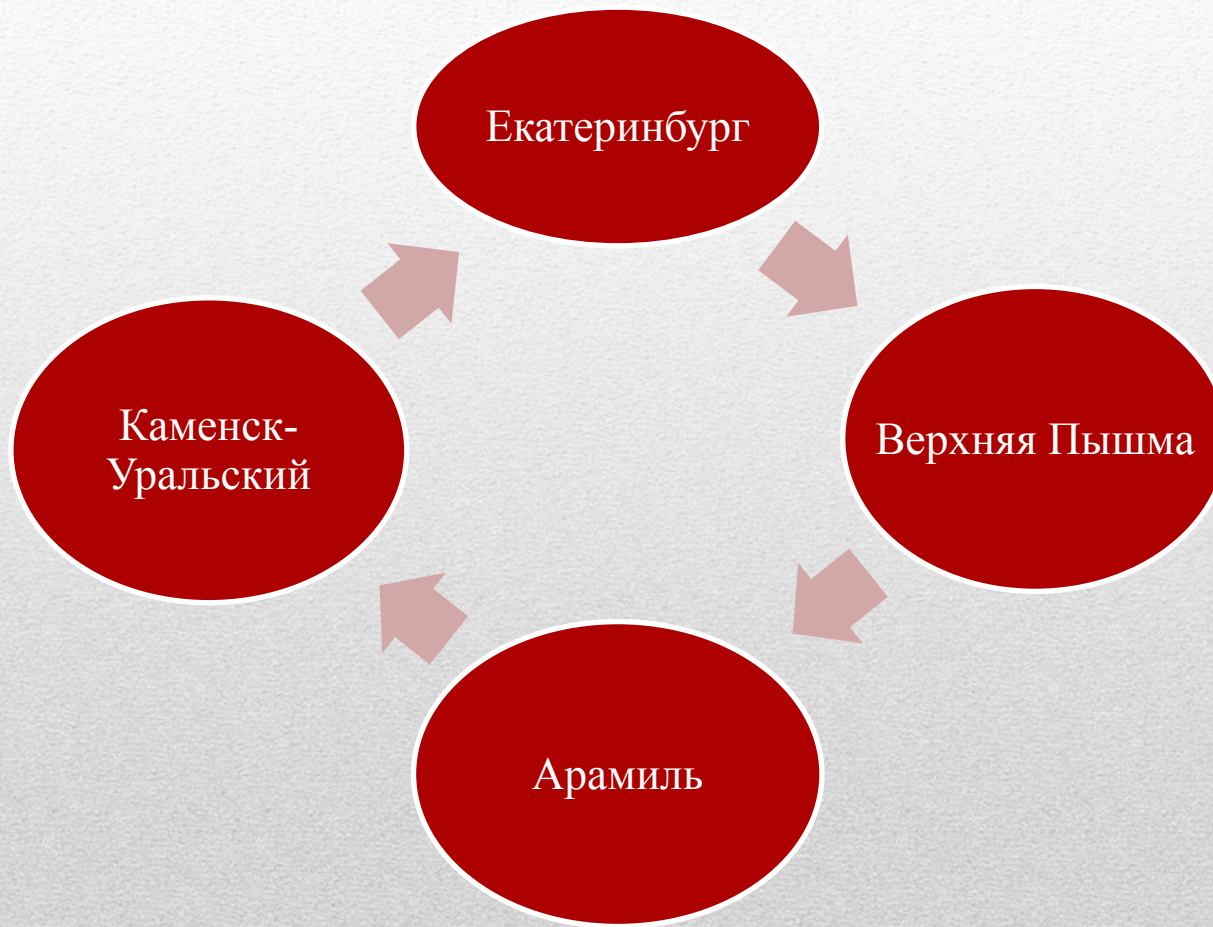 Екатеринбург
Верхняя Пышма
Арамиль
Каменск-
Уральский